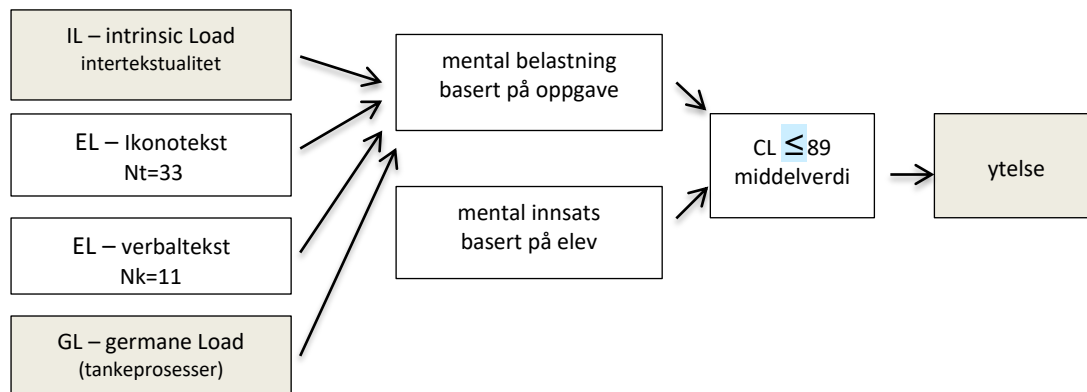 IL – intrinsic Load
intertekstualitet
EL – Ikonotekst
Nt=33
EL – verbaltekst
Nk=11
GL – germane Load
(tankeprosesser)
mental belastning
basert på oppgave
mental innsats
basert på elev
CL ≤89
middelverdi
ytelse